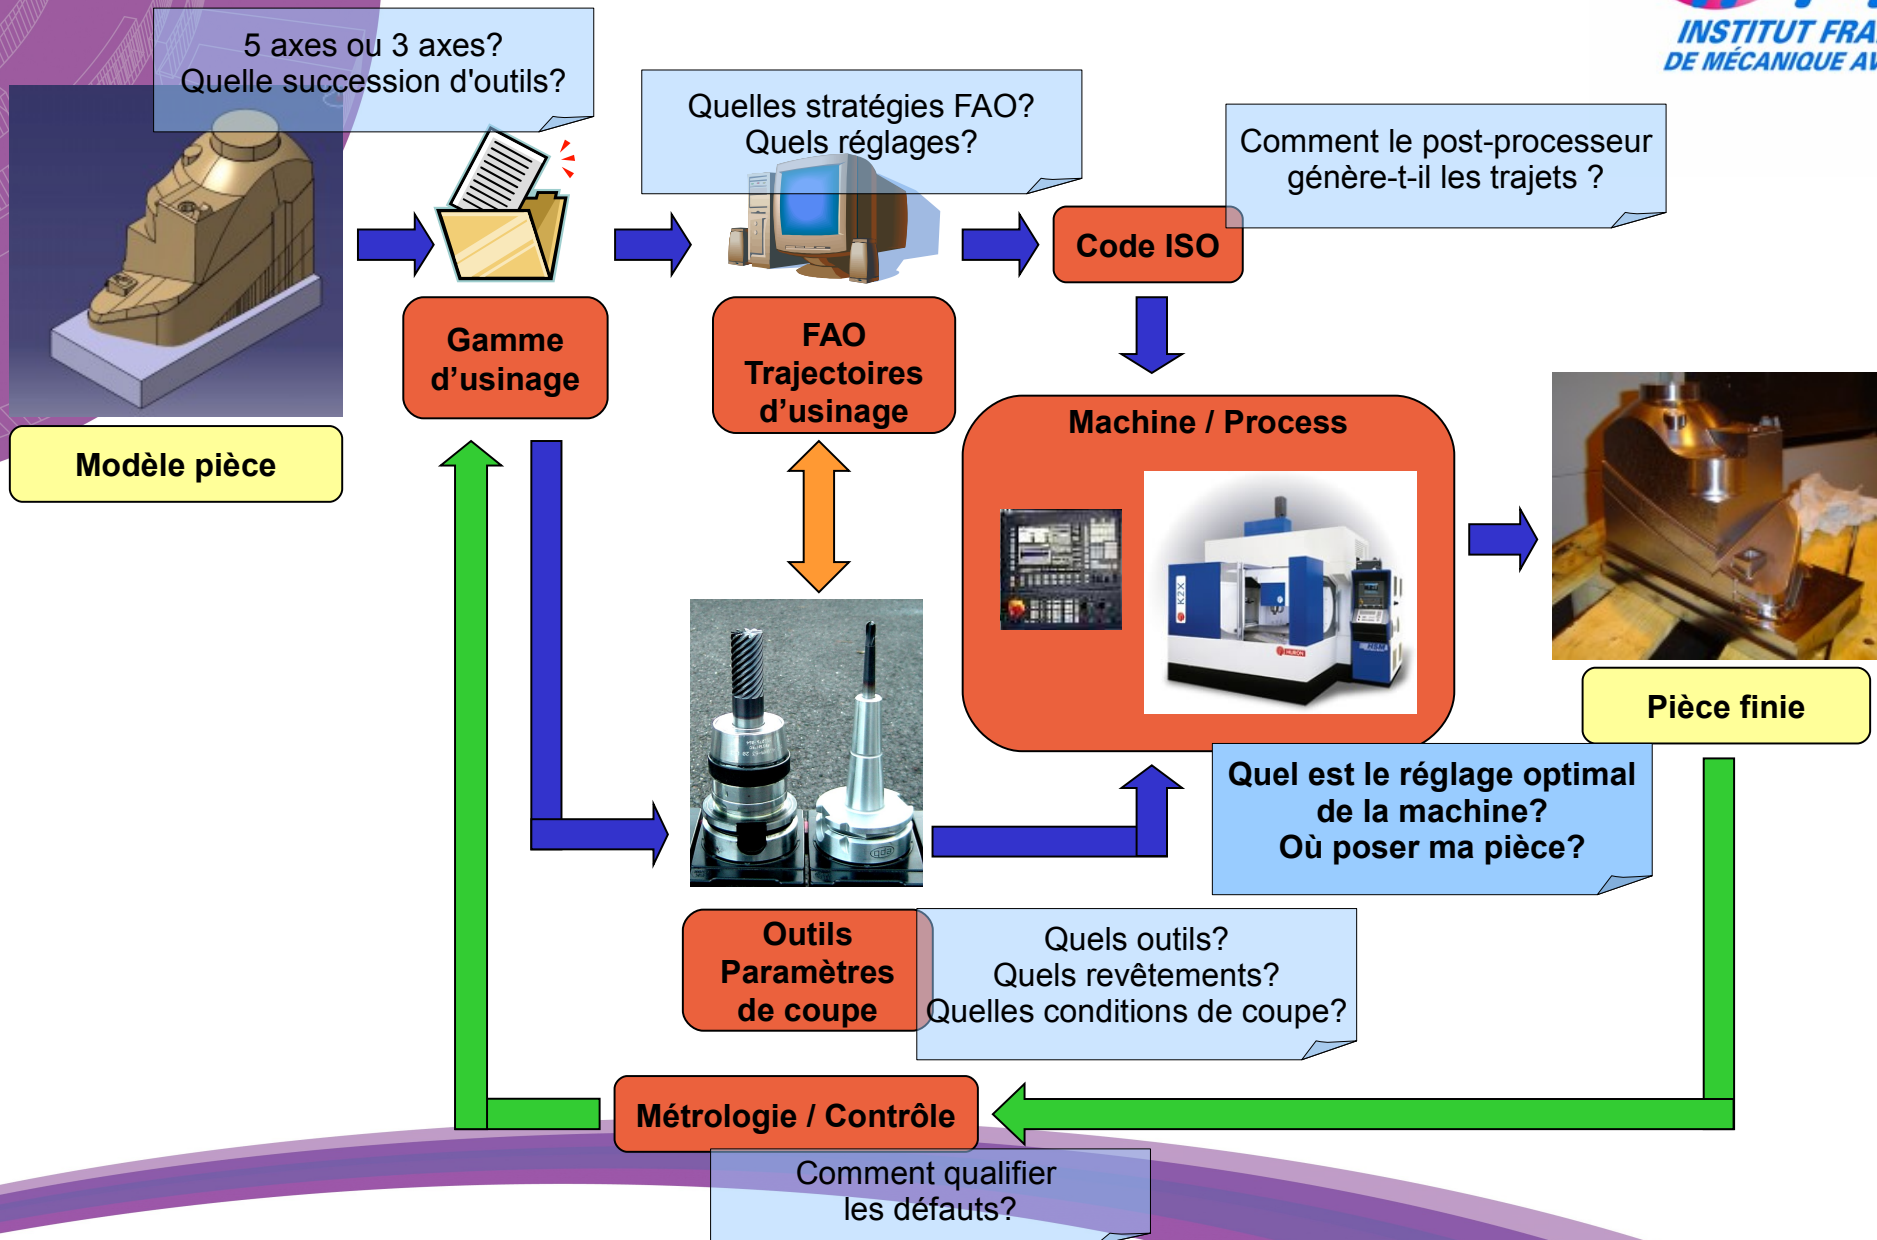 INSTITUT FRA
DE MÉCANIQUE AV
5 axes ou 3 axes?
Quelle succession d'outils?
Quelles stratégies FAO?
Quels réglages?
Comment le post-processeur
génère-t-il les trajets ?
Code ISO
Gamme
d’usinage
FAO
Trajectoires
d’usinage
Modèle pièce
Machine / Process
K2X
HURON
Pièce finie
Quel est le réglage optimal
de la machine?
Où poser ma pièce?
Outils
Paramètres
de coupe
Quels outils?
Quels revêtements?
Quelles conditions de coupe?
Métrologie / Contrôle
Comment qualifier
les défauts?